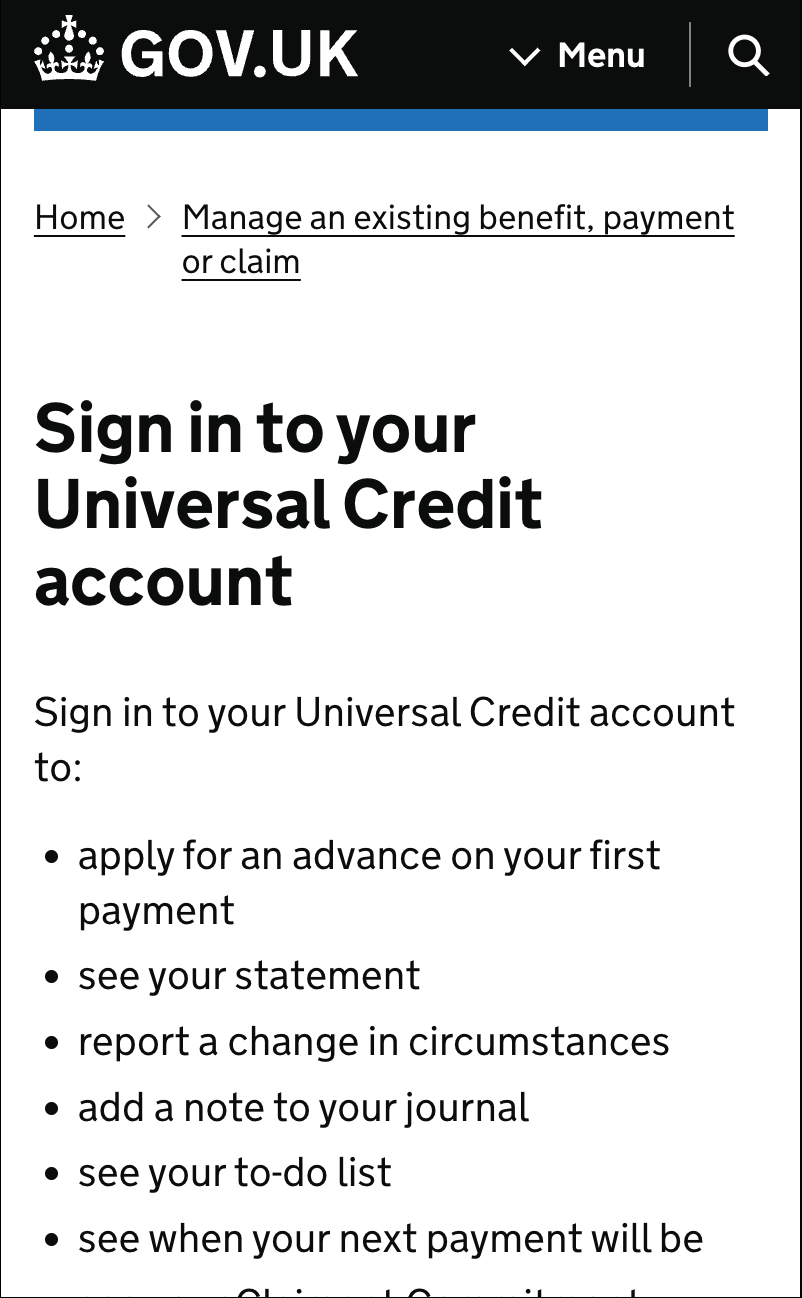 GOV.UK
Menu
Home
Manage an existing benefit, payment
or claim
Sign in to your
Universal Credit
account
Sign in to your Universal Credit account
to:
• apply for an advance on your first
payment
• see your statement
• report a change in circumstances
• add a note to your journal
• see your to-do list
• see when your next payment will be